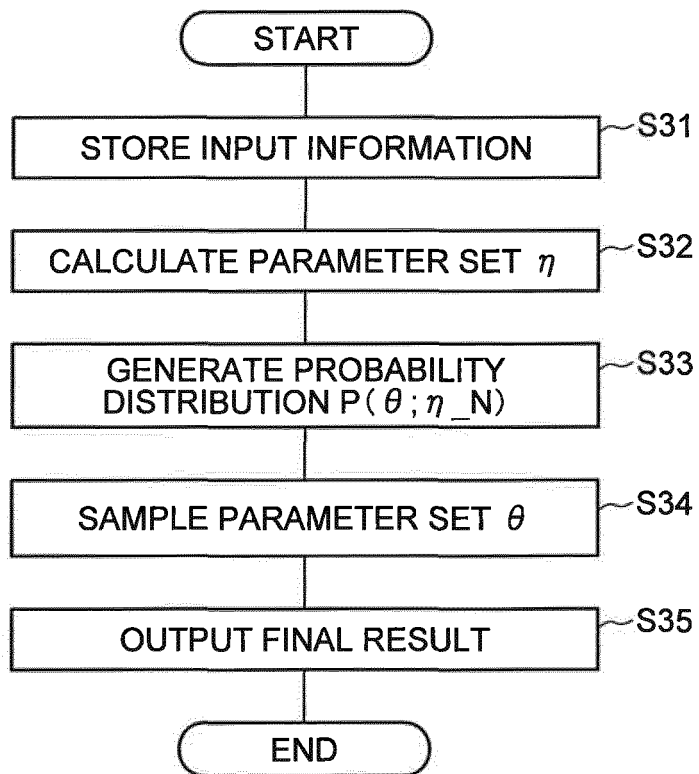 START
STORE INPUT INFORMATION
S31
CALCULATE PARAMETER SET η
S32
GENERATE PROBABILITY
DISTRIBUTION P(θ;η_N)
S33
SAMPLE PARAMETER SET θ
S34
OUTPUT FINAL RESULT
S35
END